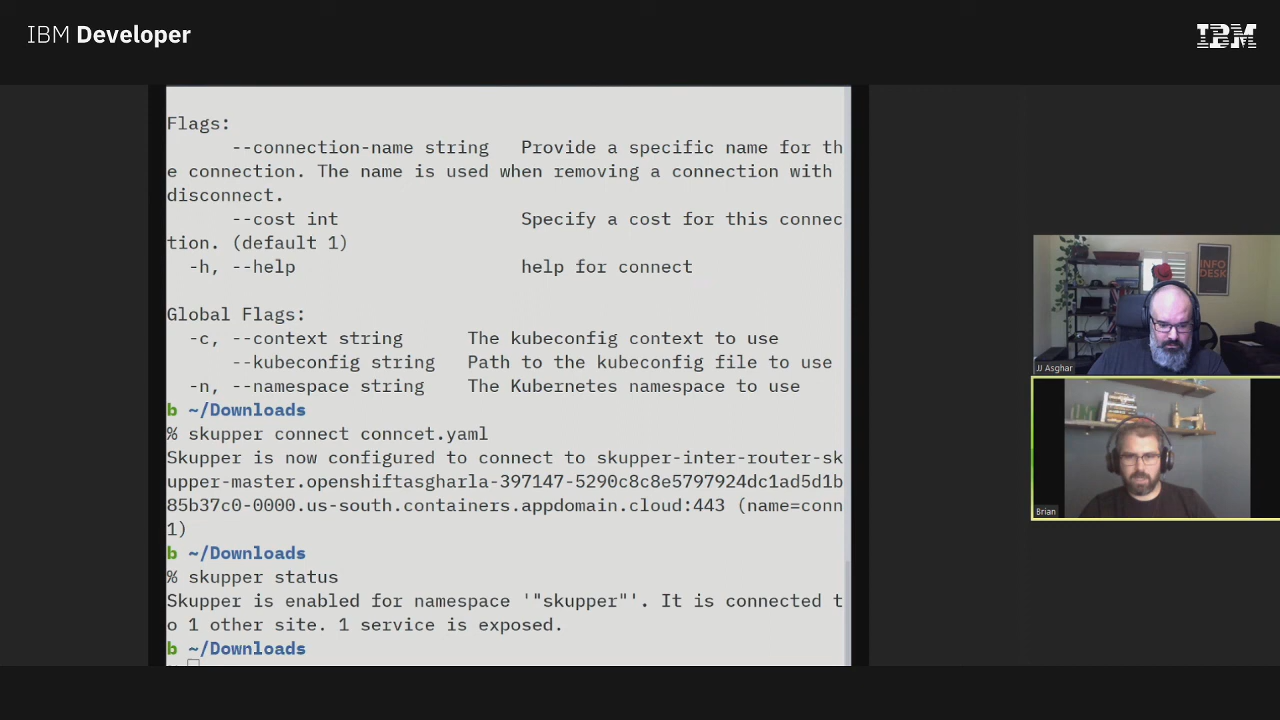 IBM Developer
IBM
Flags:
--connection-name string Provide a specific name for th
e connection. The name is used when removing a connection with
disconnect.
--cost int Specify a cost for this connec
tion. (default 1)
-h, --help help for connect
Global Flags:
-c, --context string The kubeconfig context to use
--kubeconfig string Path to the kubeconfig file to use
-n, --namespace string The Kubernetes namespace to use
b ~/Downloads
% skupper connect conncet.yaml
Skupper is now configured to connect to skupper-inter-router-sk
upper-master.openshiftasgharla-397147-5290c8c8e5797924dc1ad5d1b
85b37c0-0000.us-south.containers.appdomain.cloud:443 (name=conn
1)
b ~/Downloads
% skupper status
Skupper is enabled for namespace '"skupper"'. It is connected t
o 1 other site. 1 service is exposed.
b ~/Downloads
INFO
DESK
JJ Asghar
Brian